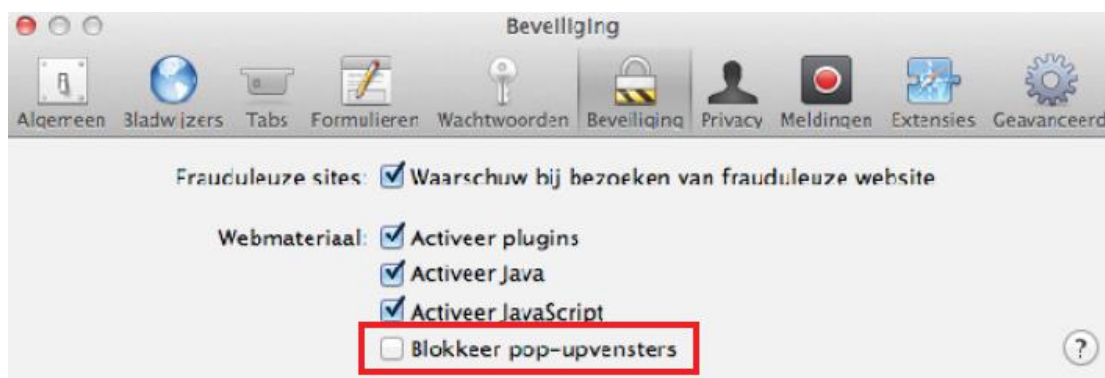 Beveiliging
Algemeen Bladwijzers Tabs Formulieren Wachtwoorden Beveiliging Privacy Meldingen Extensies Geavanceerd
Frauduleuze sites: Waarschuw bij bezoeken van frauduleuze website
Webmateriaal: Activeer plugins
Activeer Java
Activeer JavaScript
Blokkeer pop-upvensters
?